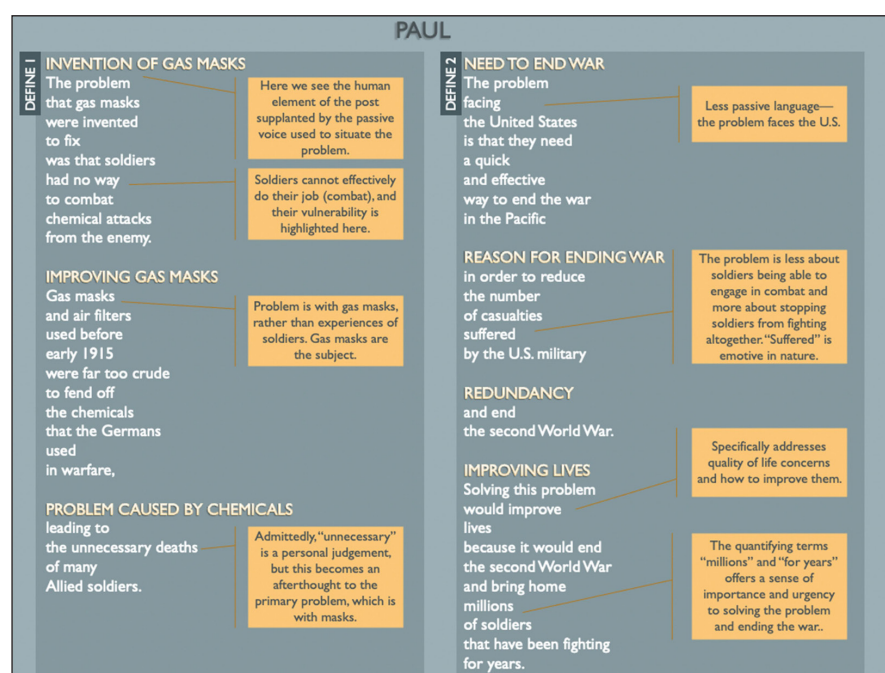 PAUL
DEFINE 1
INVENTION OF GAS MASKS
The problem
that gas masks
were invented
to fix
was that soldiers
had no way
to combat
chemical attacks
from the enemy.
Here we see the human
element of the post
supplanted by the passive
voice used to situate the
problem.
Soldiers cannot effectively
do their job (combat), and
their vulnerability is
highlighted here.
IMPROVING GAS MASKS
Gas masks
and air filters
used before
early 1915
were far too crude
to fend off
the chemicals
that the Germans
used
in warfare,
Problem is with gas masks,
rather than experiences of
soldiers. Gas masks are
the subject.
PROBLEM CAUSED BY CHEMICALS
leading to
the unnecessary deaths
of many
Allied soldiers.
Admittedly, “unnecessary”
is a personal judgement,
but this becomes an
afterthought to the
primary problem, which is
with masks.
DEFINE 2
NEED TO END WAR
The problem
facing
the United States
is that they need
a quick
and effective
way to end the war
in the Pacific
Less passive language—
the problem faces the U.S.
REASON FOR ENDING WAR
in order to reduce
the number
of casualties
suffered
by the U.S. military
The problem is less about
soldiers being able to
engage in combat and
more about stopping
soldiers from fighting
altogether. “Suffered” is
emotive in nature.
REDUNDANCY
and end
the second World War.
IMPROVING LIVES
Solving this problem
would improve
lives
because it would end
the second World War
and bring home
millions
of soldiers
that have been fighting
for years.
Specifically addresses
quality of life concerns
and how to improve them.
The quantifying terms
“millions” and “for years”
offers a sense of
importance and urgency
to solving the problem
and ending the war..